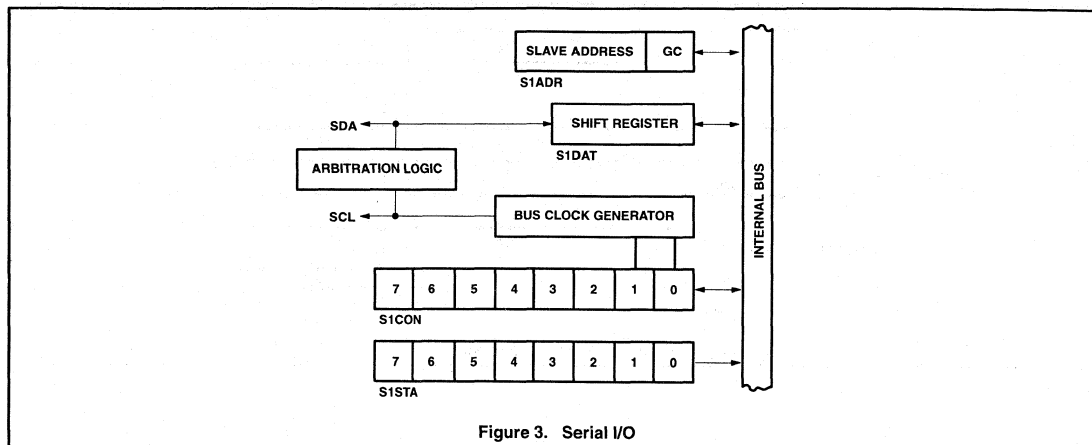 SLAVE ADDRESS GC
S1ADR
SDA
SHIFT REGISTER
S1DAT
ARBITRATION LOGIC
SCL
BUS CLOCK GENERATOR
INTERNAL BUS
7 6 5 4 3 2 1 0
S1CON
7 6 5 4 3 2 1 0
S1STA
Figure 3. Serial I/O